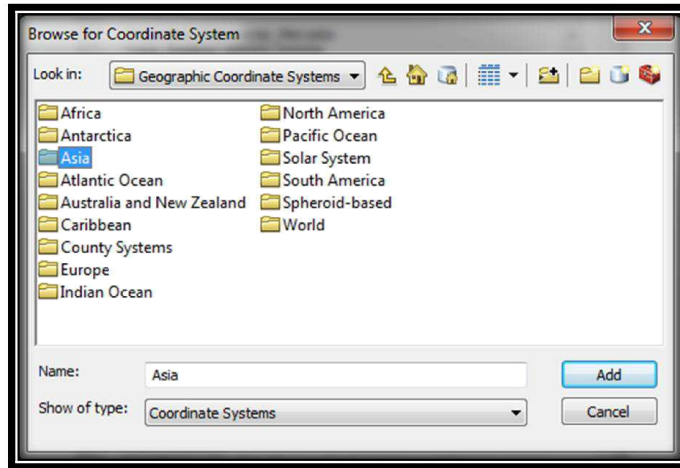 Browse for Coordinate System
Look in: Geographic Coordinate Systems
Africa
Antarctica
Asia
Atlantic Ocean
Australia and New Zealand
Caribbean
County Systems
Europe
Indian Ocean
North America
Pacific Ocean
Solar System
South America
Spheroid-based
World
Name: Asia
Add
Show of type: Coordinate Systems
Cancel